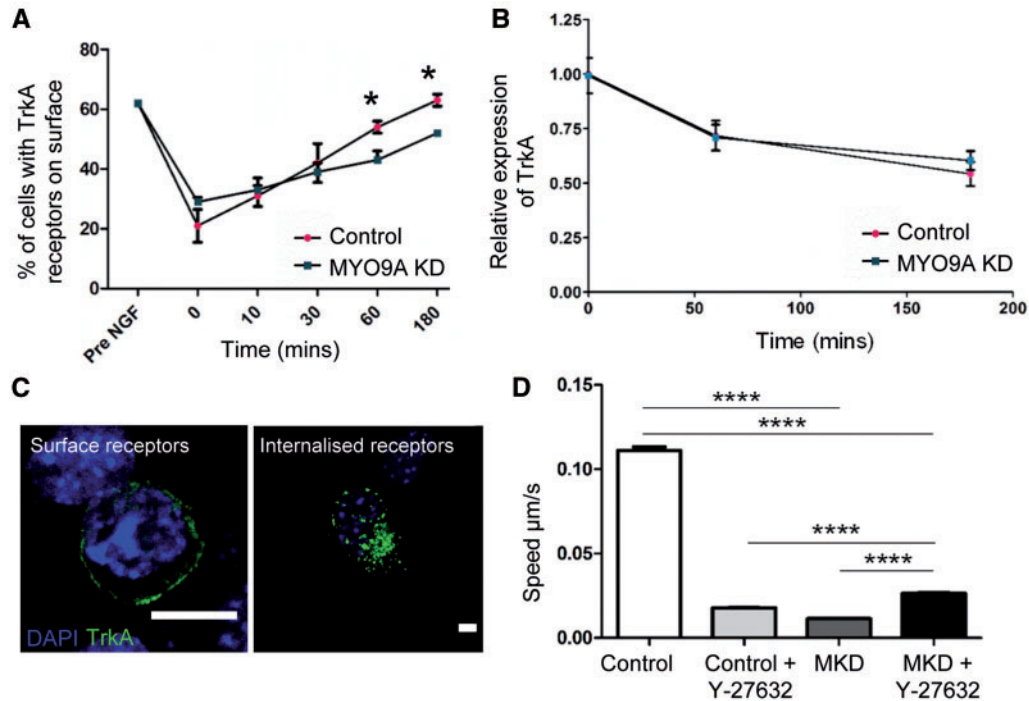 A
% of cells with TrkA
receptors on surface
80
60
40
20
0
*
*
Control
MYO9A KD
Pre NGF
0
10
30
60
180
Time (mins)
B
Relative expression
of TrkA
1.25
1.00
0.75
0.50
0.25
0.00
Control
MYO9A KD
0
50
100
150
200
Time (mins)
C
Surface receptors
DAPI TrkA
Internalised receptors
D
Speed µm/s
0.15
0.10
0.05
0.00
****
****
****
****
Control
Control +
Y-27632
MKD
MKD +
Y-27632